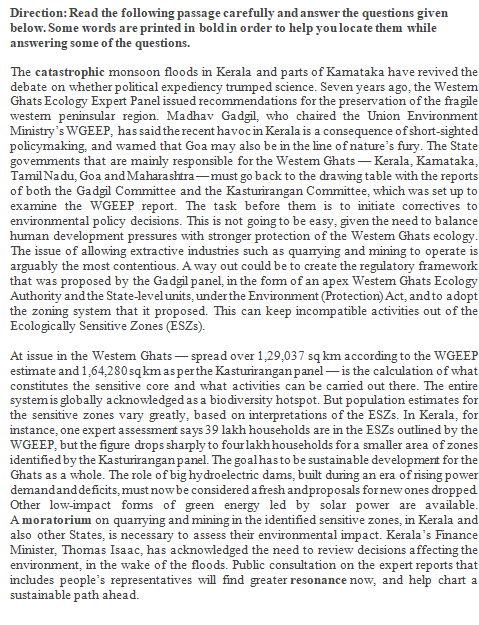 Direction: Read the following passage carefully and answer the questions given
below. Some words are printed in bold in order to help you locate them while
answering some of the questions.
The catastrophic monsoon floods in Kerala and parts of Karnataka have revived the
debate on whether political expediency trumped science. Seven years ago, the Western
Ghats Ecology Expert Panel issued recommendations for the preservation of the fragile
western peninsular region. Madhav Gadgil, who chaired the Union Environment
Ministry's WGEEP, has said the recent havoc in Kerala is a consequence of short-sighted
policymaking, and warned that Goa may also be in the line of nature's fury. The State
governments that are mainly responsible for the Western Ghats — Kerala, Karnataka,
Tamil Nadu, Goa and Maharashtra — must go back to the drawing table with the reports
of both the Gadgil Committee and the Kasturirangan Committee, which was set up to
examine the WGEEP report. The task before them is to initiate correctives to
environmental policy decisions. This is not going to be easy, given the need to balance
human development pressures with stronger protection of the Western Ghats ecology.
The issue of allowing extractive industries such as quarrying and mining to operate is
arguably the most contentious. A way out could be to create the regulatory framework
that was proposed by the Gadgil panel, in the form of an apex Western Ghats Ecology
Authority and the State-level units, under the Environment (Protection) Act, and to adopt
the zoning system that it proposed. This can keep incompatible activities out of the
Ecologically Sensitive Zones (ESZs).
At issue in the Western Ghats — spread over 1,29,037 sq km according to the WGEEP
estimate and 1,64,280 sq km as per the Kasturirangan panel — is the calculation of what
constitutes the sensitive core and what activities can be carried out there. The entire
system is globally acknowledged as a biodiversity hotspot. But population estimates for
the sensitive zones vary greatly, based on interpretations of the ESZs. In Kerala, for
instance, one expert assessment says 39 lakh households are in the ESZs outlined by the
WGEEP, but the figure drops sharply to four lakh households for a smaller area of zones
identified by the Kasturirangan panel. The goal has to be sustainable development for the
Ghats as a whole. The role of big hydroelectric dams, built during an era of rising power
demand and deficits, must now be considered afresh and proposals for new ones dropped.
Other low-impact forms of green energy led by solar power are available.
A moratorium on quarrying and mining in the identified sensitive zones, in Kerala and
also other States, is necessary to assess their environmental impact. Kerala's Finance
Minister, Thomas Isaac, has acknowledged the need to review decisions affecting the
environment, in the wake of the floods. Public consultation on the expert reports that
includes people's representatives will find greater resonance now, and help chart a
sustainable path ahead.